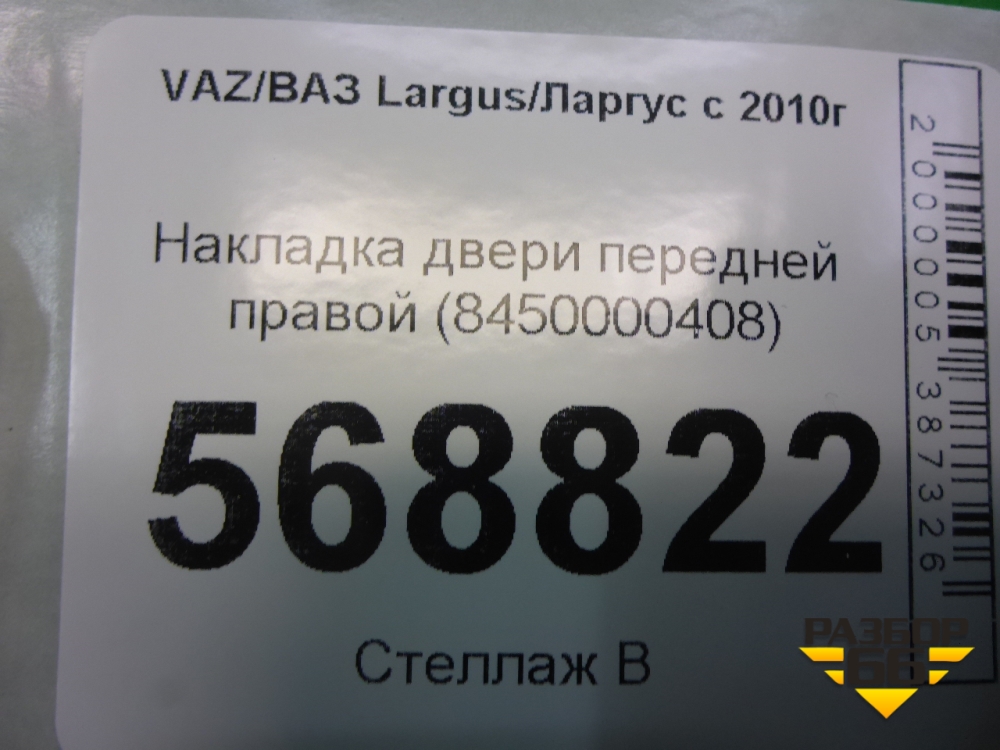 VAZ/ВАЗ Largus/Ларгус с 2010г
Накладка двери передней
правой (8450000408)
568822
Стеллаж В
2000005387326
РАЗБОР
66